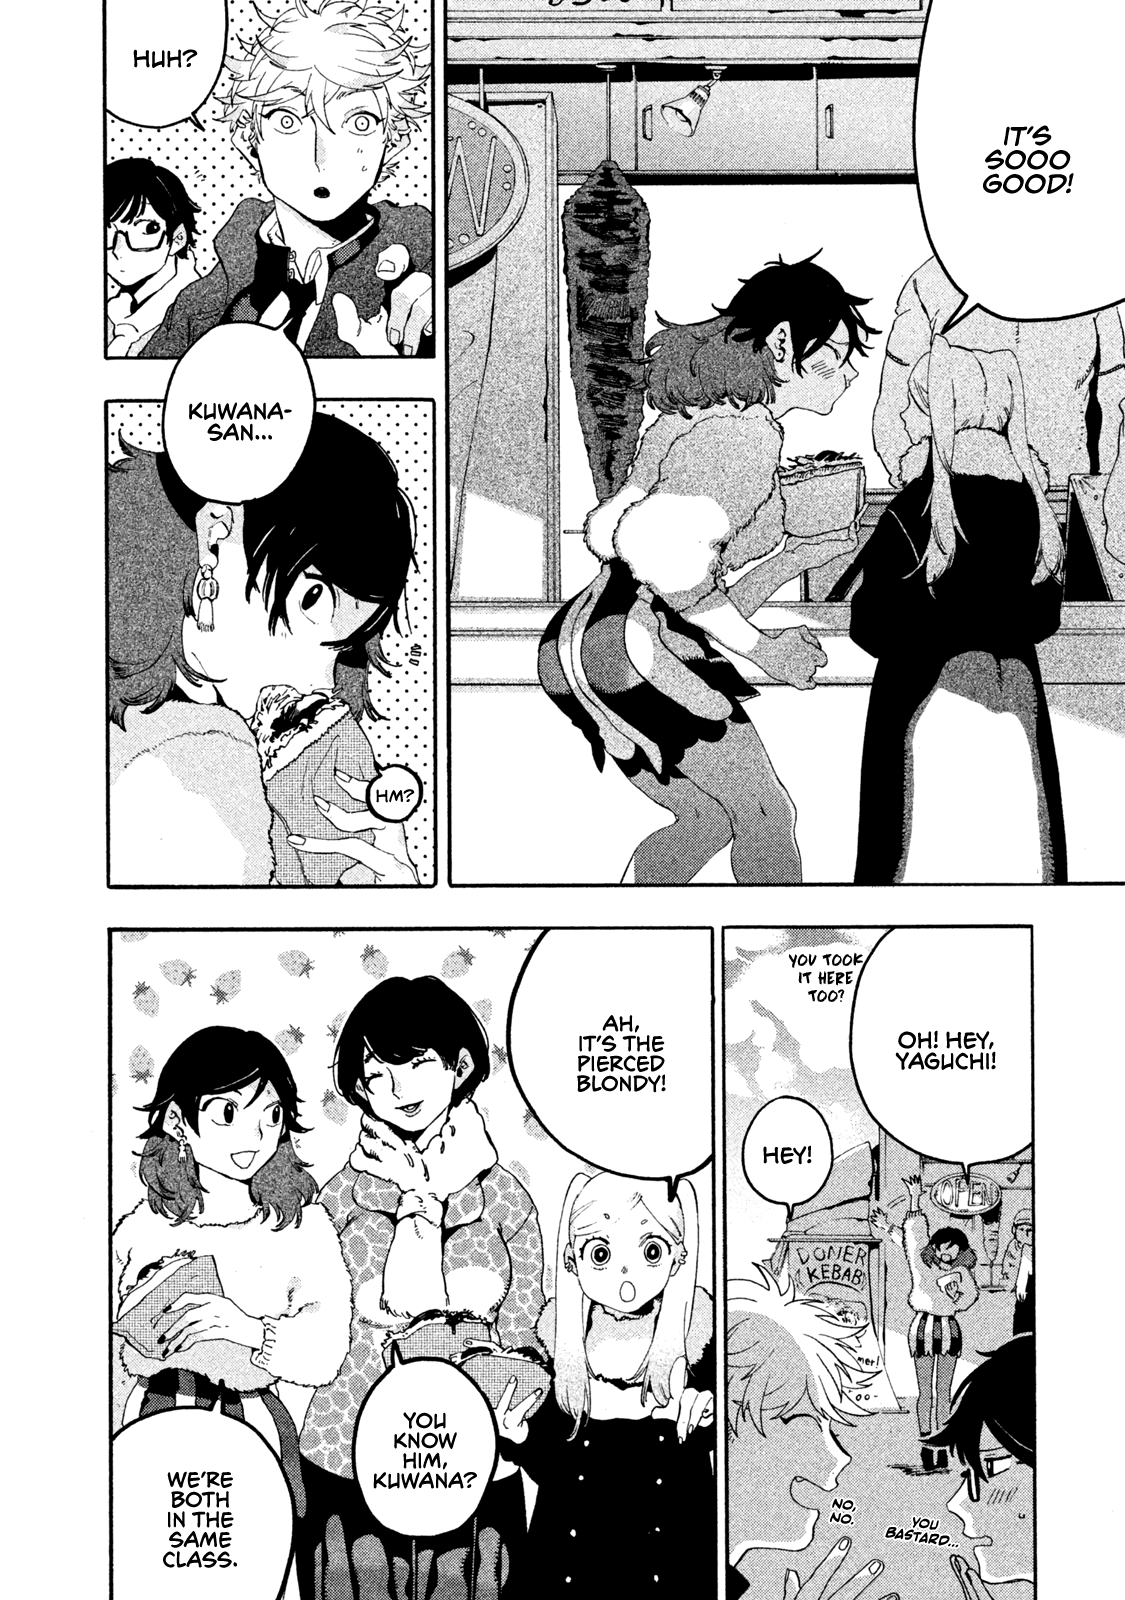 IT'S
SOOO
GOOD!
HUH?
KUWANA-
SAN...
HM?
OH! HEY,
YAGUCHI!
YOU TOOK
IT HERE
TOO?
HEY!
OPEN
DONER
KEBAB
NO,
NO.
YOU
BASTARD...
AH,
IT'S THE
PIERCED
BLONDY!
YOU
KNOW
HIM,
KUWANA?
WE'RE
BOTH
IN THE
SAME
CLASS.